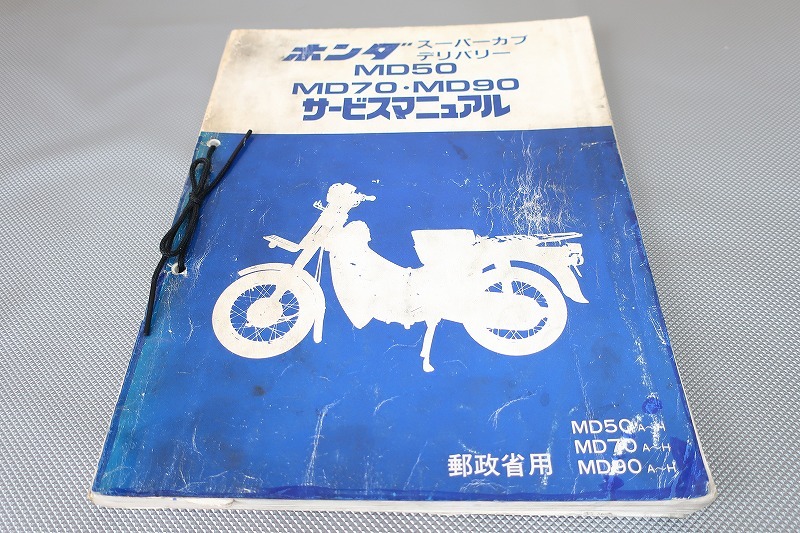 ホンダ スーパーカブ
デリバリー
MD50
MD70・MD90
サービスマニュアル
MD50 A~H
MD70 A~H
郵政省用 MD90 A~H